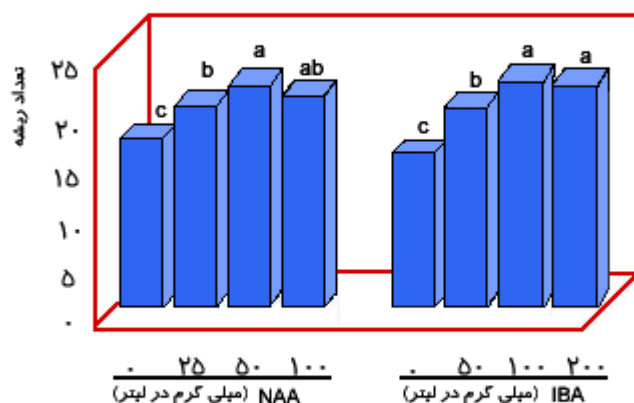 تعداد ریشه
۲۵
۲۰
۱۵
۱۰
۵
۰
c b a ab
c b a a
۰ ۲۵ ۵۰ ۱۰۰
NAA (میلی گرم در لیتر)
۰ ۵۰ ۱۰۰ ۲۰۰
IBA (میلی گرم در لیتر)